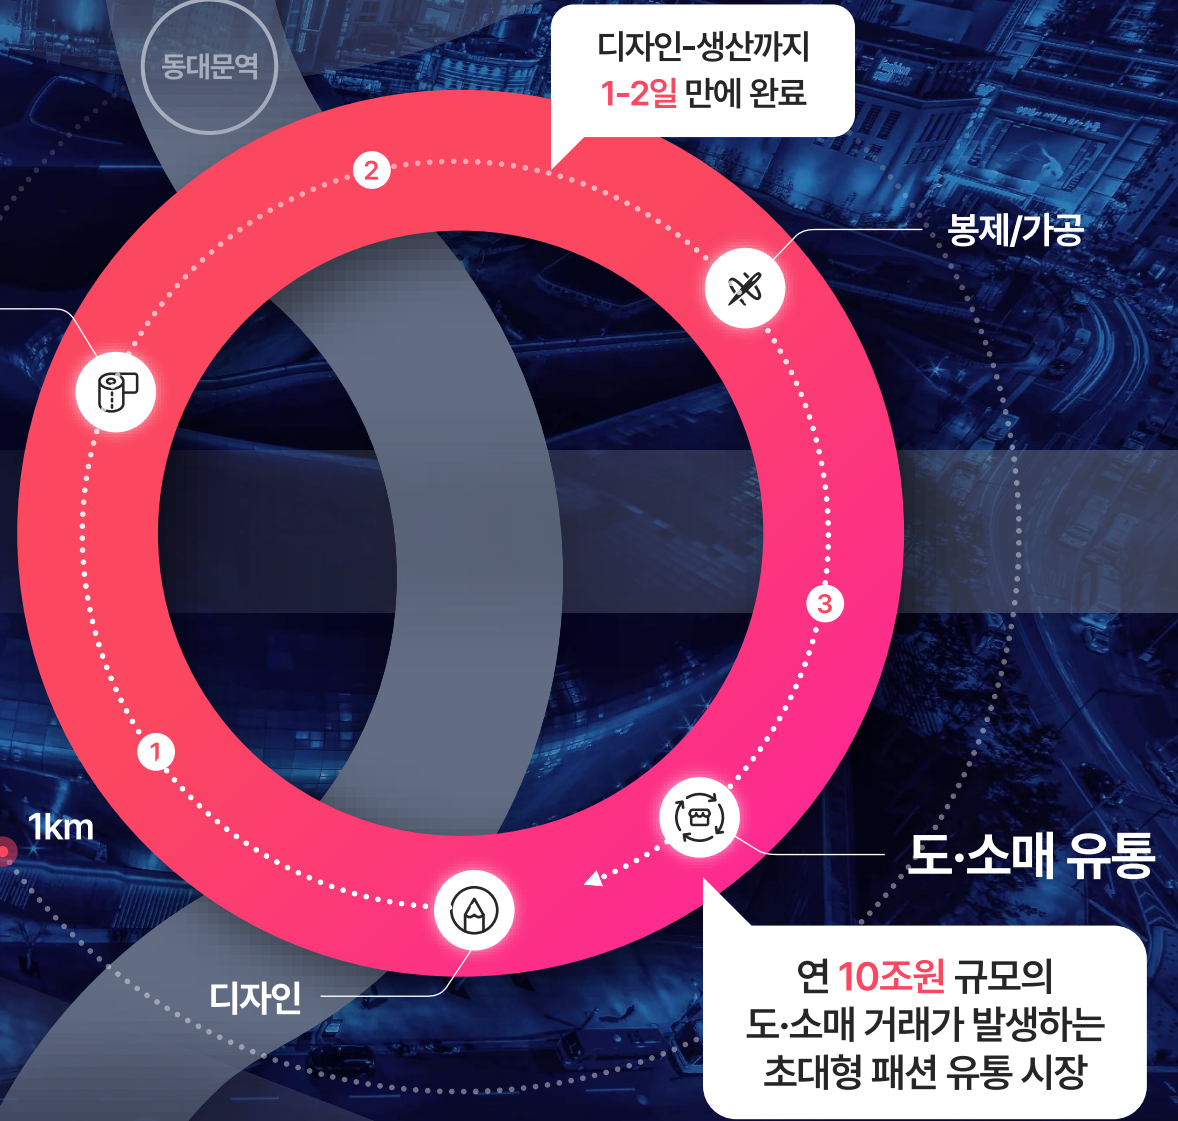 동대문역
디자인-생산까지
1-2일 만에 완료
2
봉제/가공
3
1
1km
도·소매 유통
디자인
연 10조원 규모의
도·소매 거래가 발생하는
초대형 패션 유통 시장